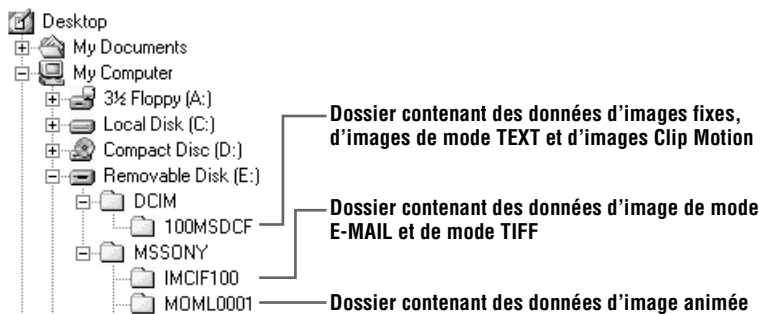 Desktop
My Documents
My Computer
3½ Floppy (A:)
Local Disk (C:)
Compact Disc (D:)
Removable Disk (E:)
DCIM
100MSDCF
MSSONY
IMCIF100
MOML0001
Dossier contenant des données d’images fixes,
d’images de mode TEXT et d’images Clip Motion
Dossier contenant des données d’image de mode
E-MAIL et de mode TIFF
Dossier contenant des données d’image animée